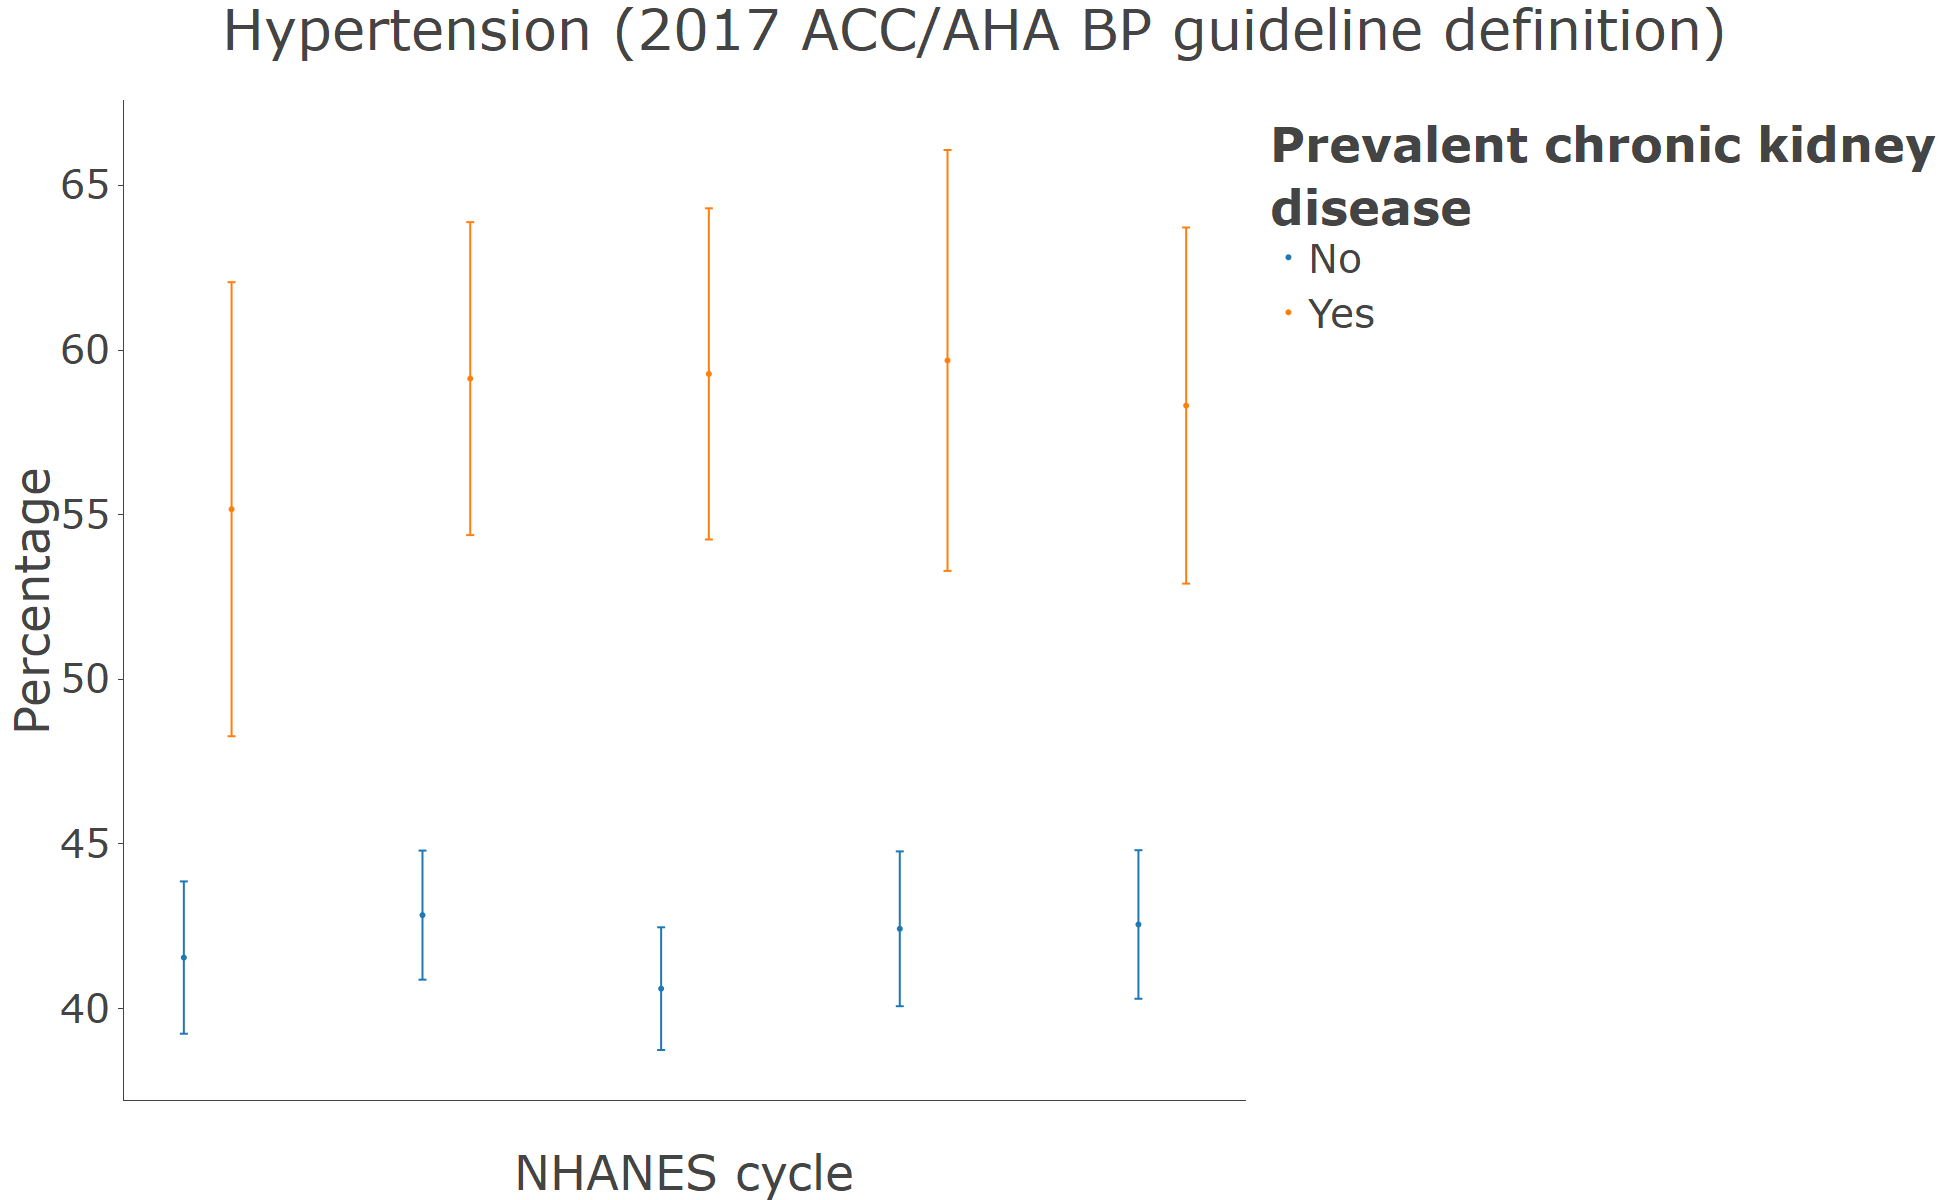 Hypertension (2017 ACC/AHA BP guideline definition)
Percentage
65
60
55
50
45
40
NHANES cycle
Prevalent chronic kidney
disease
No
Yes